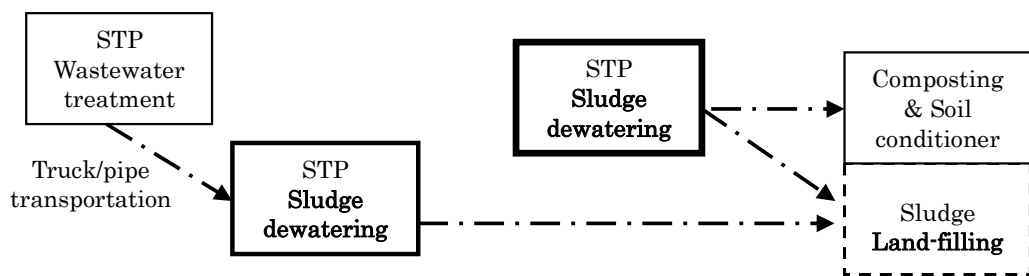 STP
Wastewater
treatment
Truck/pipe
transportation
STP
Sludge
dewatering
STP
Sludge
dewatering
Composting
& Soil
conditioner
Sludge
Land-filling